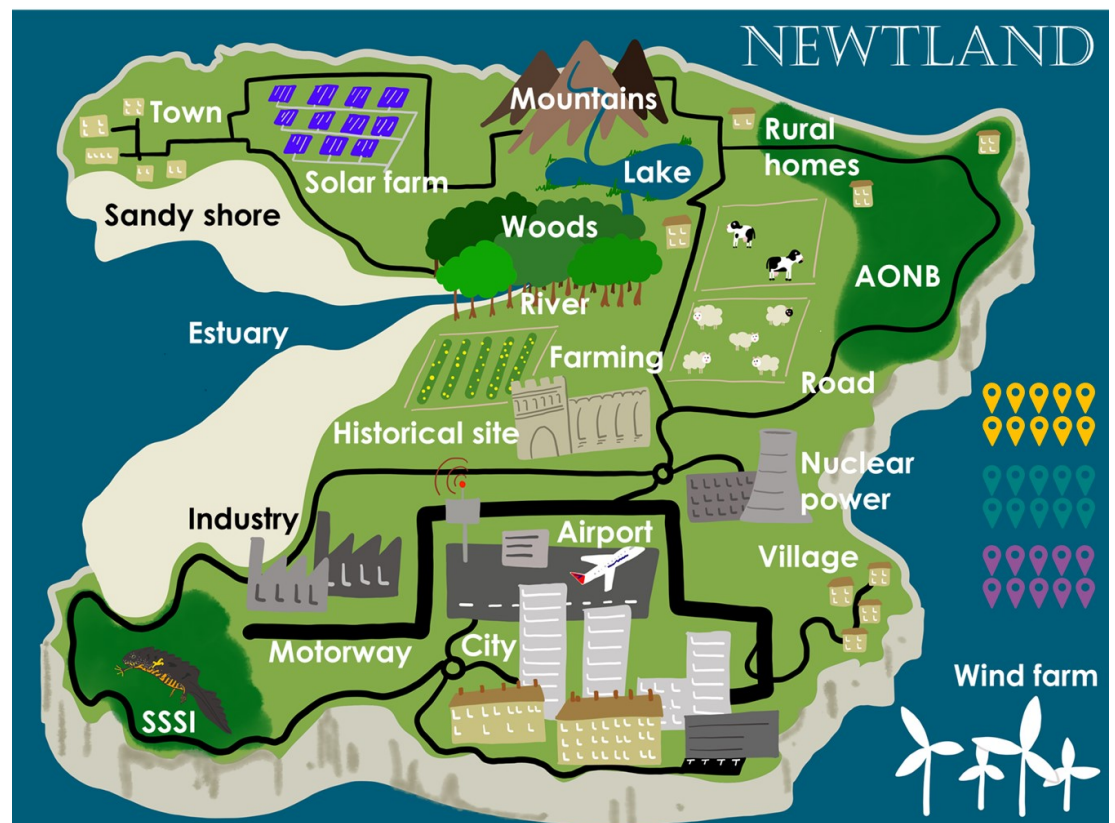 NEWTLAND
Town
Mountains
Rural
homes
Solar farm
Lake
Sandy shore
Woods
AONB
River
Estuary
Farming
Road
Historical site
Nuclear
power
Industry
Airport
Village
Motorway
City
Wind farm
SSSI